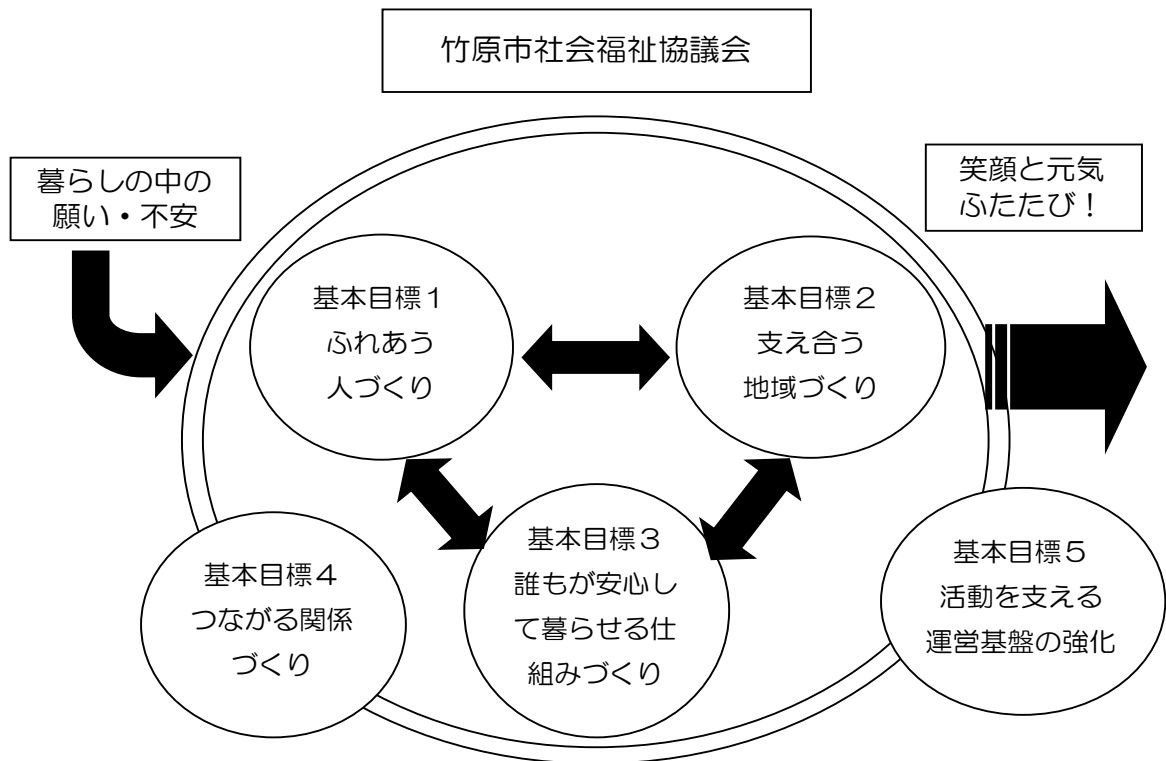 竹原市社会福祉協議会
暮らしの中の
願い・不安
笑顔と元気
ふたたび！
基本目標１
ふれあう
人づくり
基本目標２
支え合う
地域づくり
基本目標３
誰もが安心し
て暮らせる仕
組みづくり
基本目標４
つながる関係
づくり
基本目標５
活動を支える
運営基盤の強化